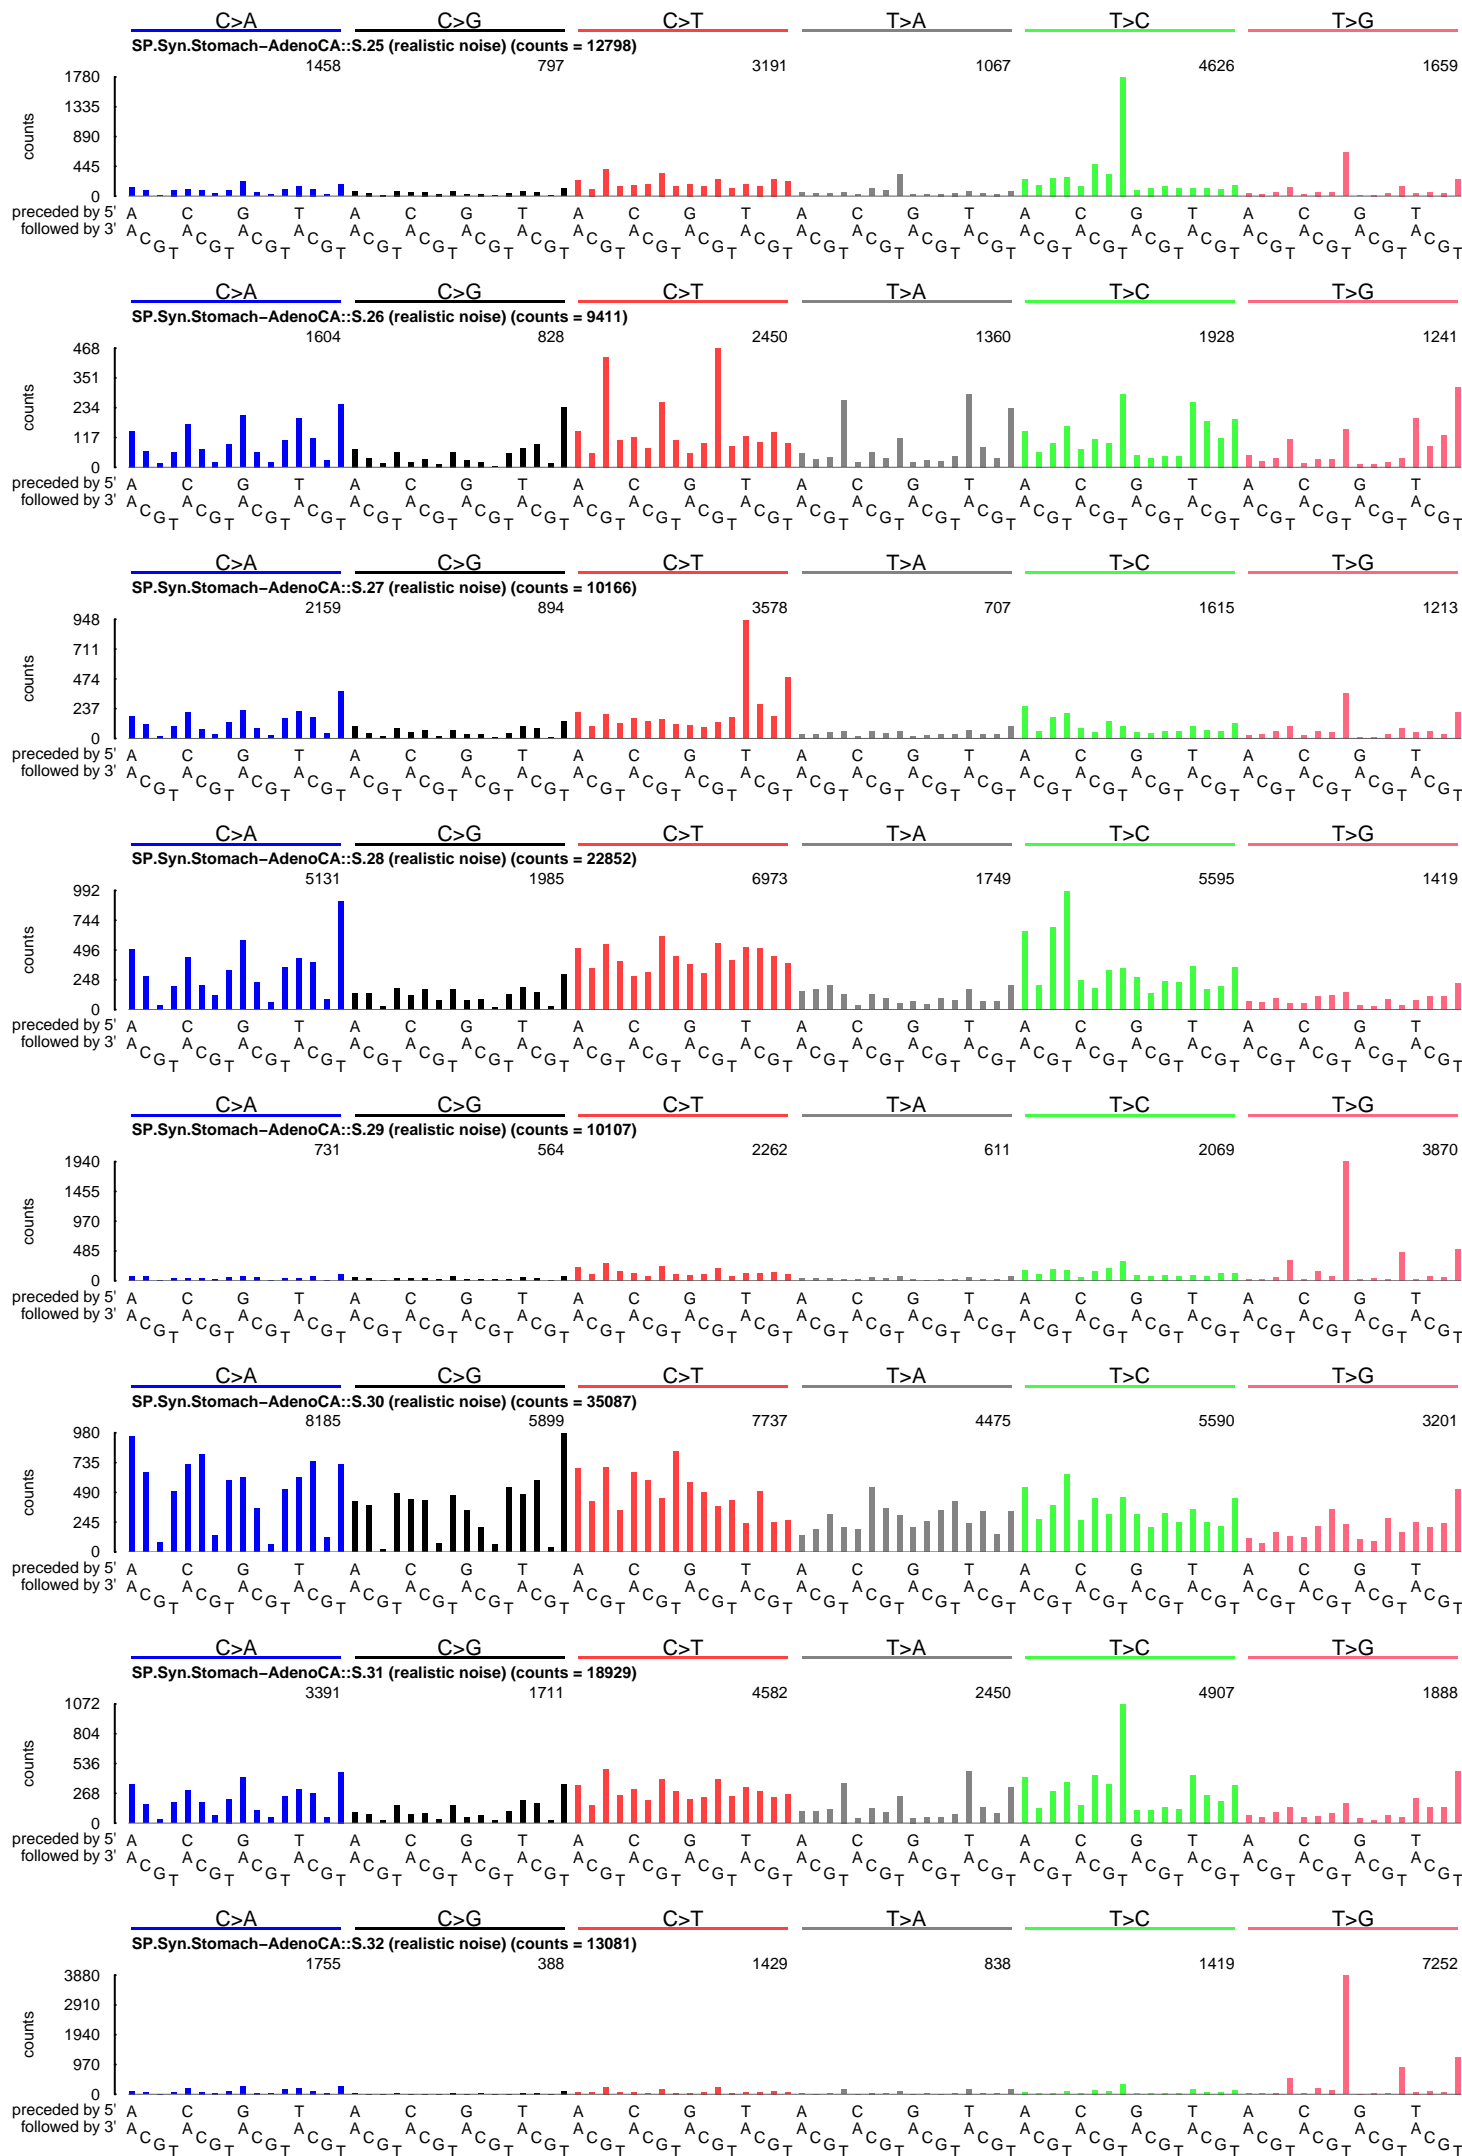 C>A C>G C>T T>A T>C T>G
SP.Syn.Stomach−AdenoCA::S.25 (realistic noise) (counts = 12798)
1458 797 3191 1067 4626 1659
1780
1335
890
445
0
counts
preceded by 5' A C G T A C G T A C G T A C G T A C G T A C G T
followed by 3' A C G T A C G T A C G T A C G T A C G T A C G T A C G T A C G T A C G T A C G T A C G T A C G T A C G T A C G T A C G T A C G T A C G T A C G T A C G T A C G T A C G T A C G T A C G T A C G T
C>A C>G C>T T>A T>C T>G
SP.Syn.Stomach−AdenoCA::S.26 (realistic noise) (counts = 9411)
1604 828 2450 1360 1928 1241
468
351
234
117
0
counts
preceded by 5' A C G T A C G T A C G T A C G T A C G T A C G T
followed by 3' A C G T A C G T A C G T A C G T A C G T A C G T A C G T A C G T A C G T A C G T A C G T A C G T A C G T A C G T A C G T A C G T A C G T A C G T A C G T A C G T A C G T A C G T A C G T A C G T
C>A C>G C>T T>A T>C T>G
SP.Syn.Stomach−AdenoCA::S.27 (realistic noise) (counts = 10166)
2159 894 3578 707 1615 1213
948
711
474
237
0
counts
preceded by 5' A C G T A C G T A C G T A C G T A C G T A C G T
followed by 3' A C G T A C G T A C G T A C G T A C G T A C G T A C G T A C G T A C G T A C G T A C G T A C G T A C G T A C G T A C G T A C G T A C G T A C G T A C G T A C G T A C G T A C G T A C G T A C G T
C>A C>G C>T T>A T>C T>G
SP.Syn.Stomach−AdenoCA::S.28 (realistic noise) (counts = 22852)
5131 1985 6973 1749 5595 1419
992
744
496
248
0
counts
preceded by 5' A C G T A C G T A C G T A C G T A C G T A C G T
followed by 3' A C G T A C G T A C G T A C G T A C G T A C G T A C G T A C G T A C G T A C G T A C G T A C G T A C G T A C G T A C G T A C G T A C G T A C G T A C G T A C G T A C G T A C G T A C G T A C G T
C>A C>G C>T T>A T>C T>G
SP.Syn.Stomach−AdenoCA::S.29 (realistic noise) (counts = 10107)
731 564 2262 611 2069 3870
1940
1455
970
485
0
counts
preceded by 5' A C G T A C G T A C G T A C G T A C G T A C G T
followed by 3' A C G T A C G T A C G T A C G T A C G T A C G T A C G T A C G T A C G T A C G T A C G T A C G T A C G T A C G T A C G T A C G T A C G T A C G T A C G T A C G T A C G T A C G T A C G T A C G T
C>A C>G C>T T>A T>C T>G
SP.Syn.Stomach−AdenoCA::S.30 (realistic noise) (counts = 35087)
8185 5899 7737 4475 5590 3201
980
735
490
245
0
counts
preceded by 5' A C G T A C G T A C G T A C G T A C G T A C G T
followed by 3' A C G T A C G T A C G T A C G T A C G T A C G T A C G T A C G T A C G T A C G T A C G T A C G T A C G T A C G T A C G T A C G T A C G T A C G T A C G T A C G T A C G T A C G T A C G T A C G T
C>A C>G C>T T>A T>C T>G
SP.Syn.Stomach−AdenoCA::S.31 (realistic noise) (counts = 18929)
3391 1711 4582 2450 4907 1888
1072
804
536
268
0
counts
preceded by 5' A C G T A C G T A C G T A C G T A C G T A C G T
followed by 3' A C G T A C G T A C G T A C G T A C G T A C G T A C G T A C G T A C G T A C G T A C G T A C G T A C G T A C G T A C G T A C G T A C G T A C G T A C G T A C G T A C G T A C G T A C G T A C G T
C>A C>G C>T T>A T>C T>G
SP.Syn.Stomach−AdenoCA::S.32 (realistic noise) (counts = 13081)
1755 388 1429 838 1419 7252
3880
2910
1940
970
0
counts
preceded by 5' A C G T A C G T A C G T A C G T A C G T A C G T
followed by 3' A C G T A C G T A C G T A C G T A C G T A C G T A C G T A C G T A C G T A C G T A C G T A C G T A C G T A C G T A C G T A C G T A C G T A C G T A C G T A C G T A C G T A C G T A C G T A C G T